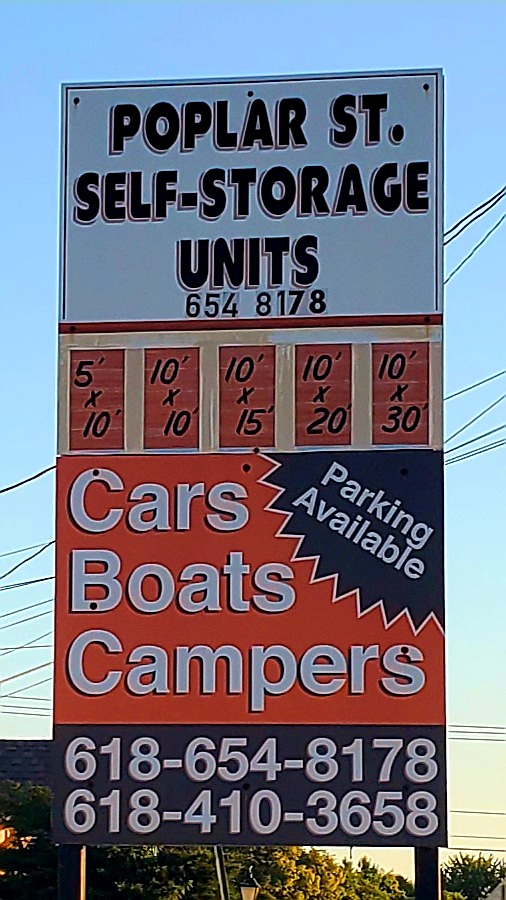 POPLAR ST.
SELF-STORAGE
UNITS
654 8178
5' x 10'
10' x 10'
10' x 15'
10' x 20'
10' x 30'
Cars
Boats
Campers
Parking
Available
618-654-8178
618-410-3658